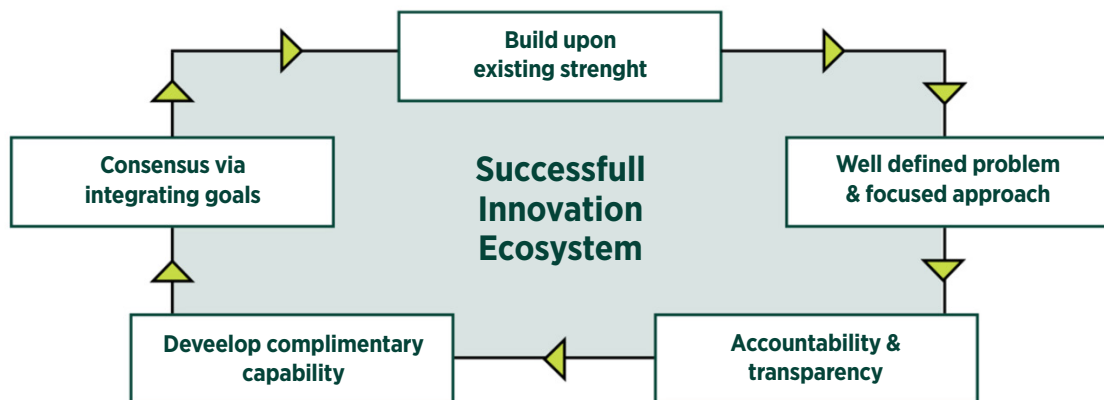 Build upon
existing strenght
Consensus via
integrating goals
Successfull
Innovation
Ecosystem
Well defined problem
& focused approach
Deveelop complimentary
capability
Accountability &
transparency